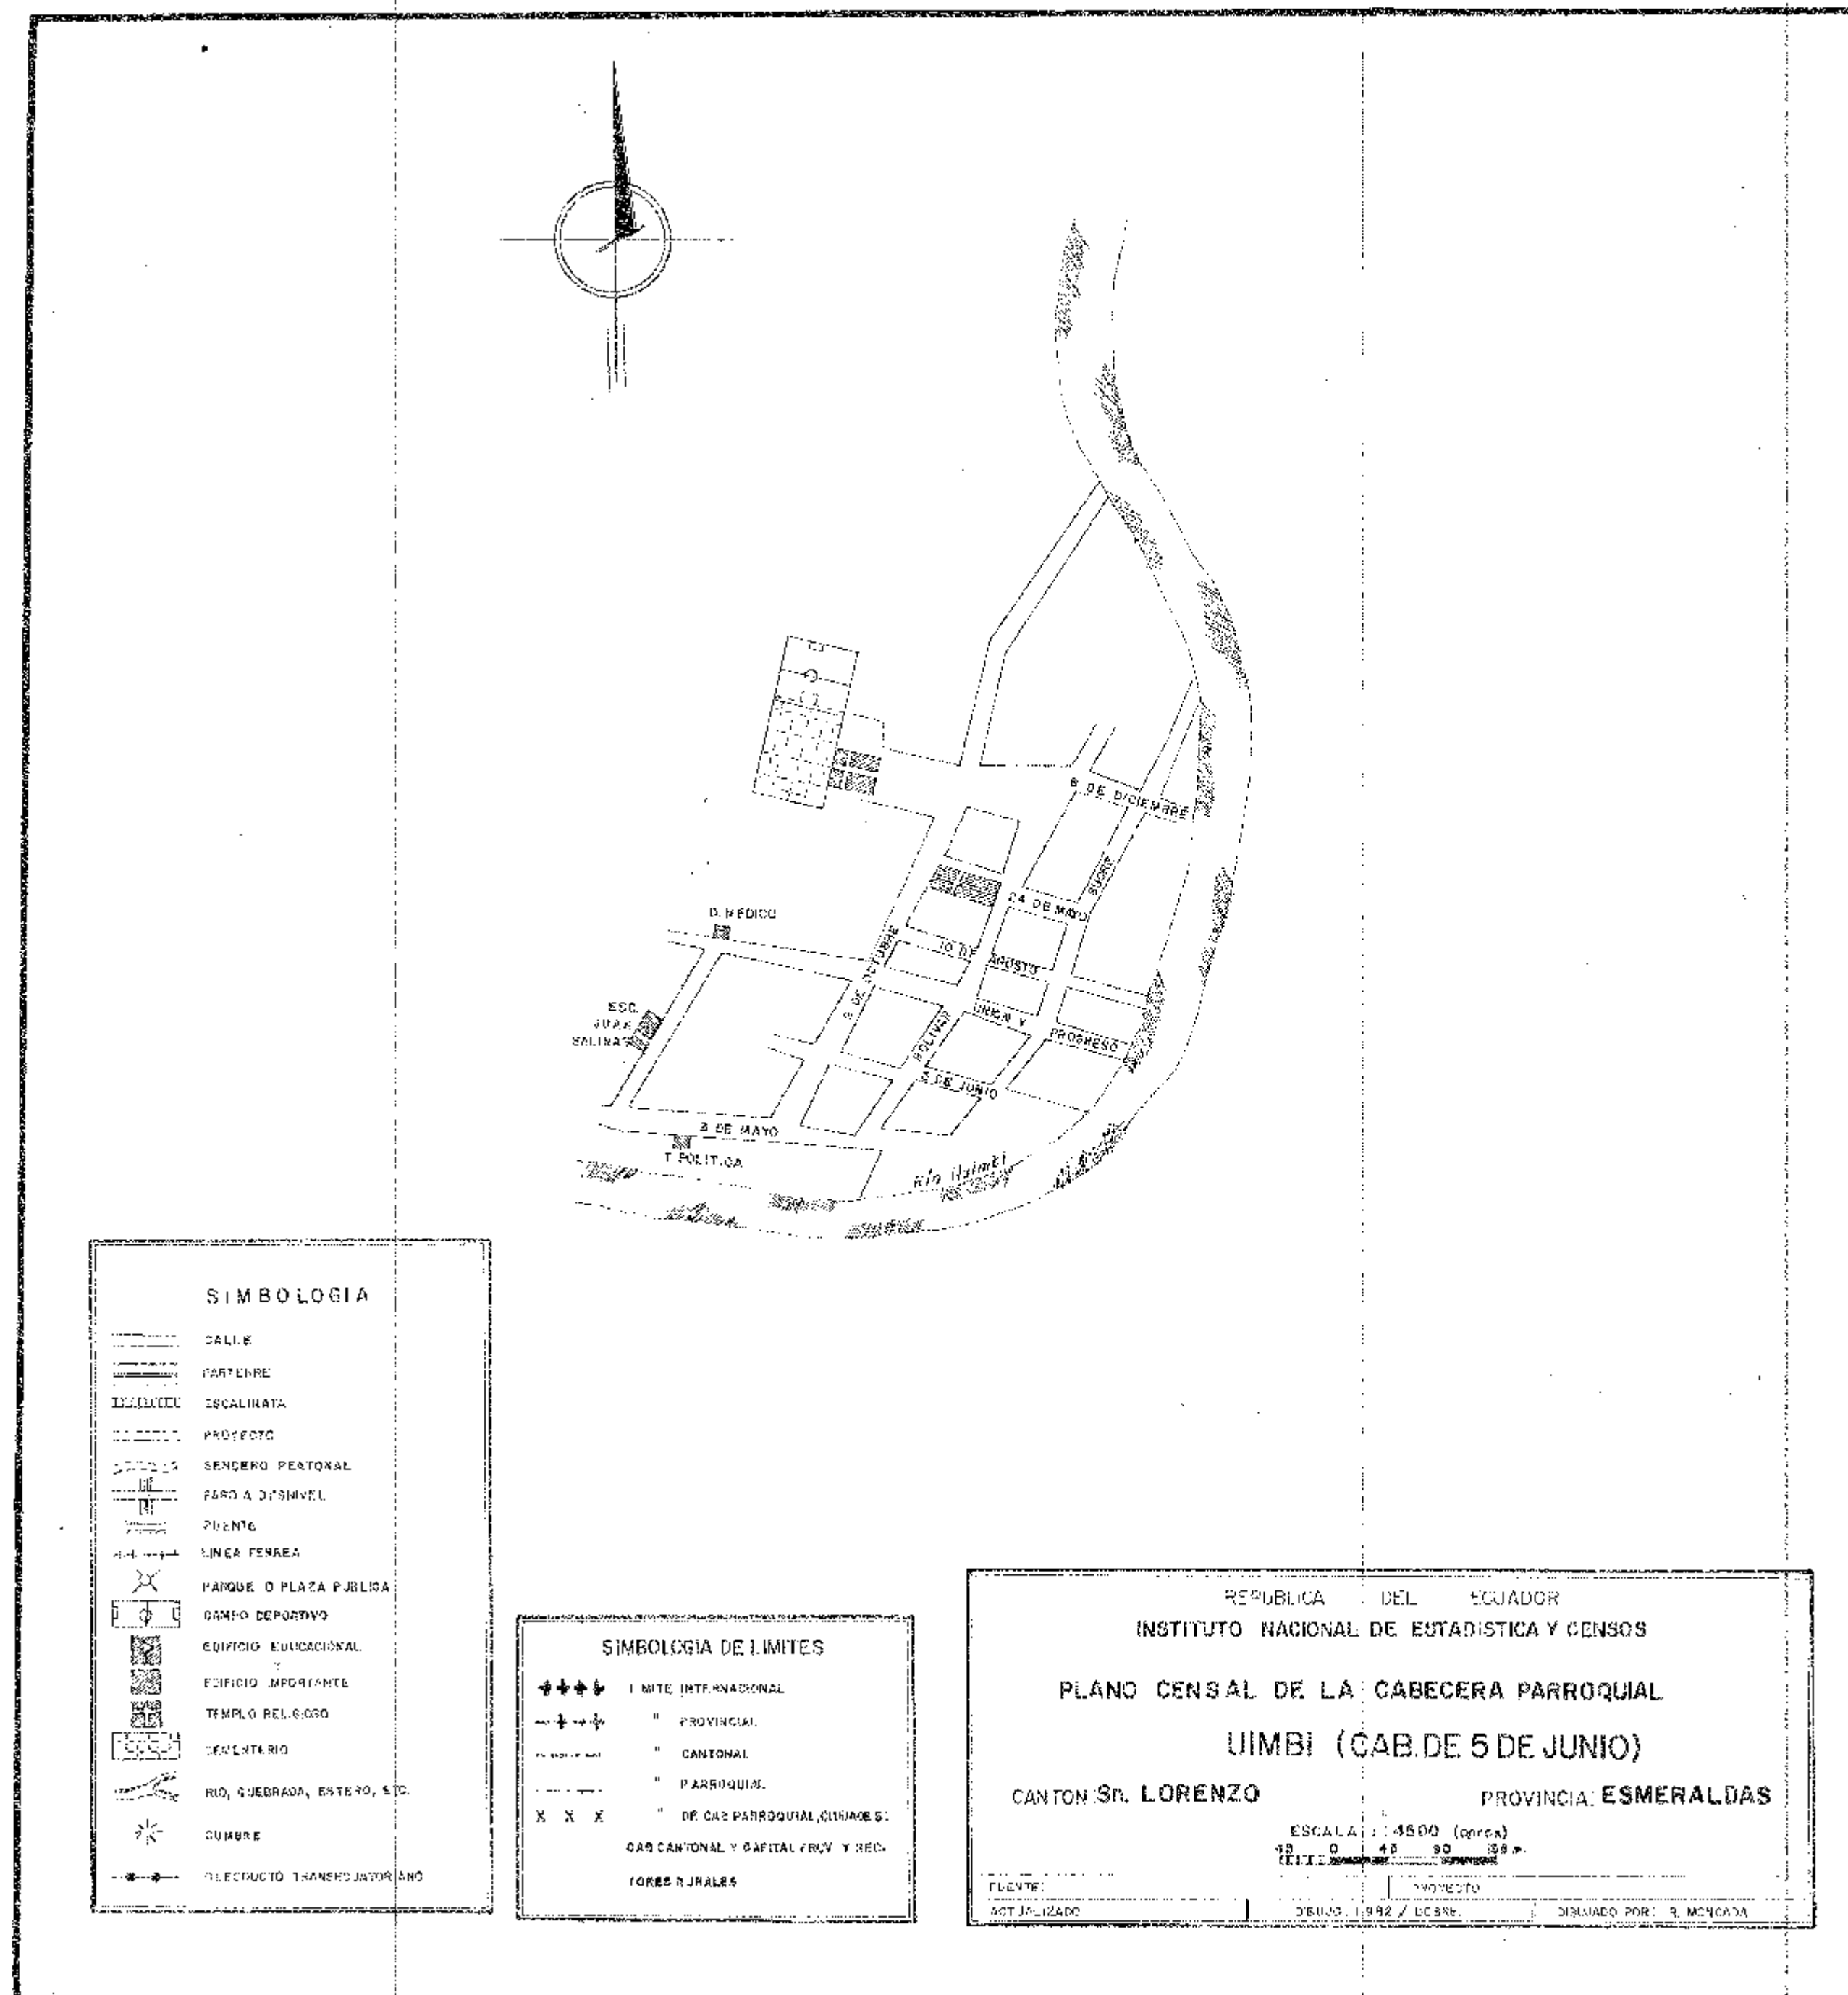 6 DE DICIEMBRE
SUCRE
24 DE MAYO
D. MEDICO
9 DE OCTUBRE
10 DE AGOSTO
ESC.
JUAN
SALINAS
BOLIVAR
UNION Y PROGRESO
5 DE JUNIO
3 DE MAYO
T. POLITICA
Río Uimbí
SIMBOLOGIA
CALLE
PARTERRE
ESCALINATA
PROYECTO
SENDERO PEATONAL
PASO A DESNIVEL
PUENTE
LINEA FERREA
PARQUE O PLAZA PUBLICA
CAMPO DEPORTIVO
EDIFICIO EDUCACIONAL
EDIFICIO IMPORTANTE
TEMPLO RELIGIOSO
CEMENTERIO
RIO, QUEBRADA, ESTERO, ETC.
CUMBRE
OLEODUCTO TRANSECUATORIANO
SIMBOLOGIA DE LIMITES
LIMITE INTERNACIONAL
" PROVINCIAL
" CANTONAL
" PARROQUIAL
" DE CAB. PARROQUIAL,
CAB CANTONAL Y CAPITAL PROV. Y SEC-
TORES RURALES
REPUBLICA DEL ECUADOR
INSTITUTO NACIONAL DE ESTADISTICA Y CENSOS
PLANO CENSAL DE LA CABECERA PARROQUIAL
UIMBI (CAB. DE 5 DE JUNIO)
CANTON: Sn. LORENZO PROVINCIA: ESMERALDAS
ESCALA 1:4500 (aprox)
45 0 45 90
FUENTE: PROYECTO
ACTUALIZADO DIBUJO: 1982 / DCBRE. DIBUJADO POR: R. MONCADA